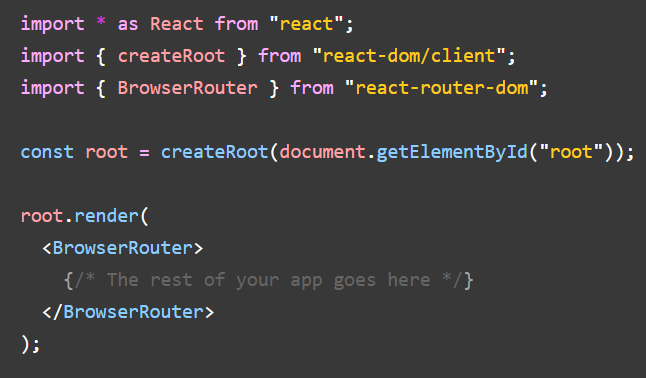 import * as React from "react";
import { createRoot } from "react-dom/client";
import { BrowserRouter } from "react-router-dom";

const root = createRoot(document.getElementById("root"));

root.render(
  <BrowserRouter>
    {/* The rest of your app goes here */}
  </BrowserRouter>
);